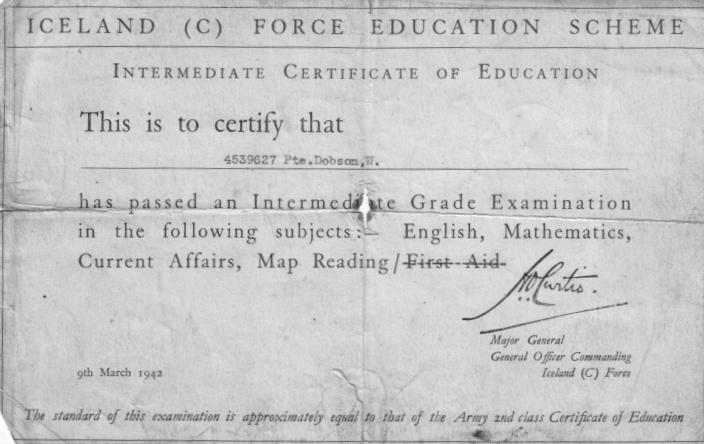 ICELAND (C) FORCE EDUCATION SCHEME
INTERMEDIATE CERTIFICATE OF EDUCATION
This is to certify that
4539627 Pte.Dobson,W.
has passed an Intermediate Grade Examination
in the following subjects:— English, Mathematics,
Current Affairs, Map Reading/First Aid.
H.O.Curtis.
Major General
General Officer Commanding
Iceland (C) Force
9th March 1942
The standard of this examination is approximately equal to that of the Army 2nd class Certificate of Education